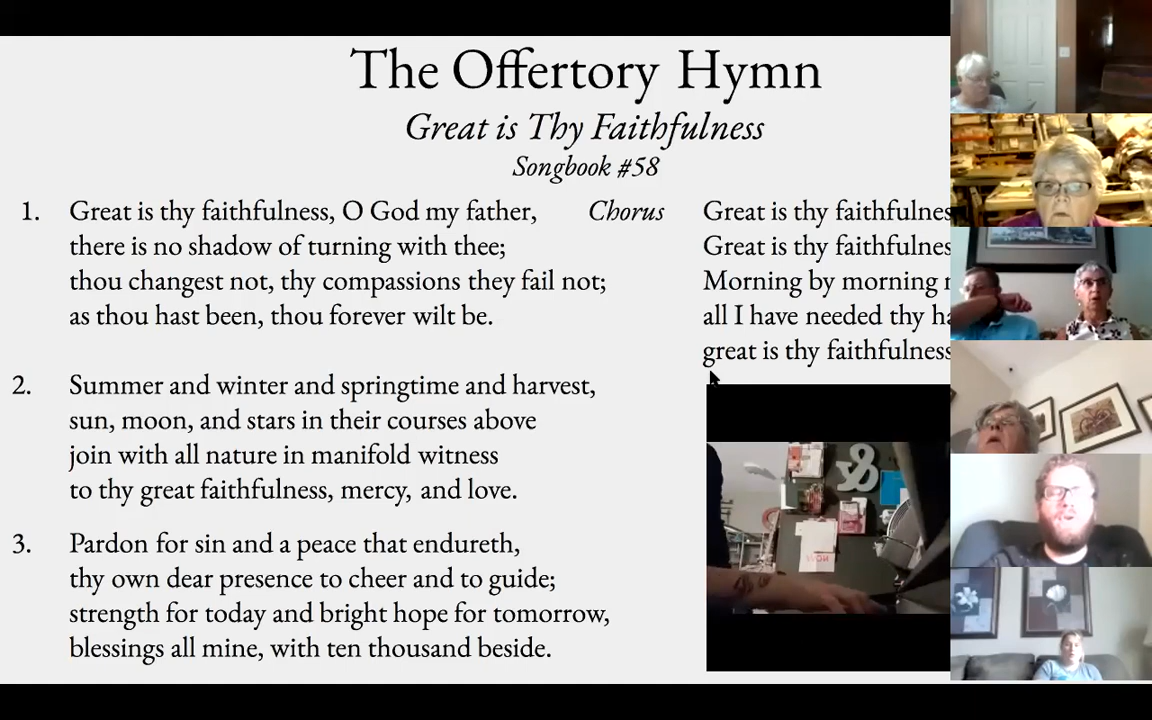 The Offertory Hymn
Great is Thy Faithfulness
Songbook #58
1. Great is thy faithfulness, O God my father,
there is no shadow of turning with thee;
thou changest not, thy compassions they fail not;
as thou hast been, thou forever wilt be.
2. Summer and winter and springtime and harvest,
sun, moon, and stars in their courses above
join with all nature in manifold witness
to thy great faithfulness, mercy, and love.
3. Pardon for sin and a peace that endureth,
thy own dear presence to cheer and to guide;
strength for today and bright hope for tomorrow,
blessings all mine, with ten thousand beside.
Chorus
Great is thy faithfulnes
Great is thy faithfulnes
Morning by morning
all I have needed thy ha
great is thy faithfulness
&